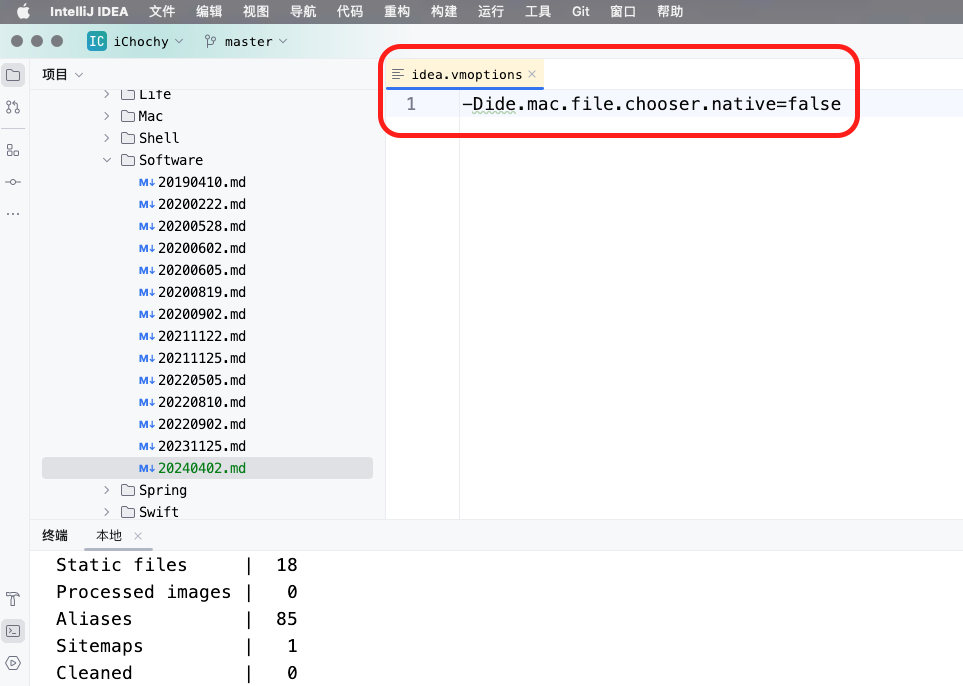 IntelliJ IDEA 文件 编辑 视图 导航 代码 重构 构建 运行 工具 Git 窗口 帮助
IC iChochy master
项目
idea.vmoptions
1 -Dide.mac.file.chooser.native=false
Life
Mac
Shell
Software
M↓ 20190410.md
M↓ 20200222.md
M↓ 20200528.md
M↓ 20200602.md
M↓ 20200605.md
M↓ 20200819.md
M↓ 20200902.md
M↓ 20211122.md
M↓ 20211125.md
M↓ 20220505.md
M↓ 20220810.md
M↓ 20220902.md
M↓ 20231125.md
M↓ 20240402.md
Spring
Swift
终端 本地
Static files | 18
Processed images | 0
Aliases | 85
Sitemaps | 1
Cleaned | 0